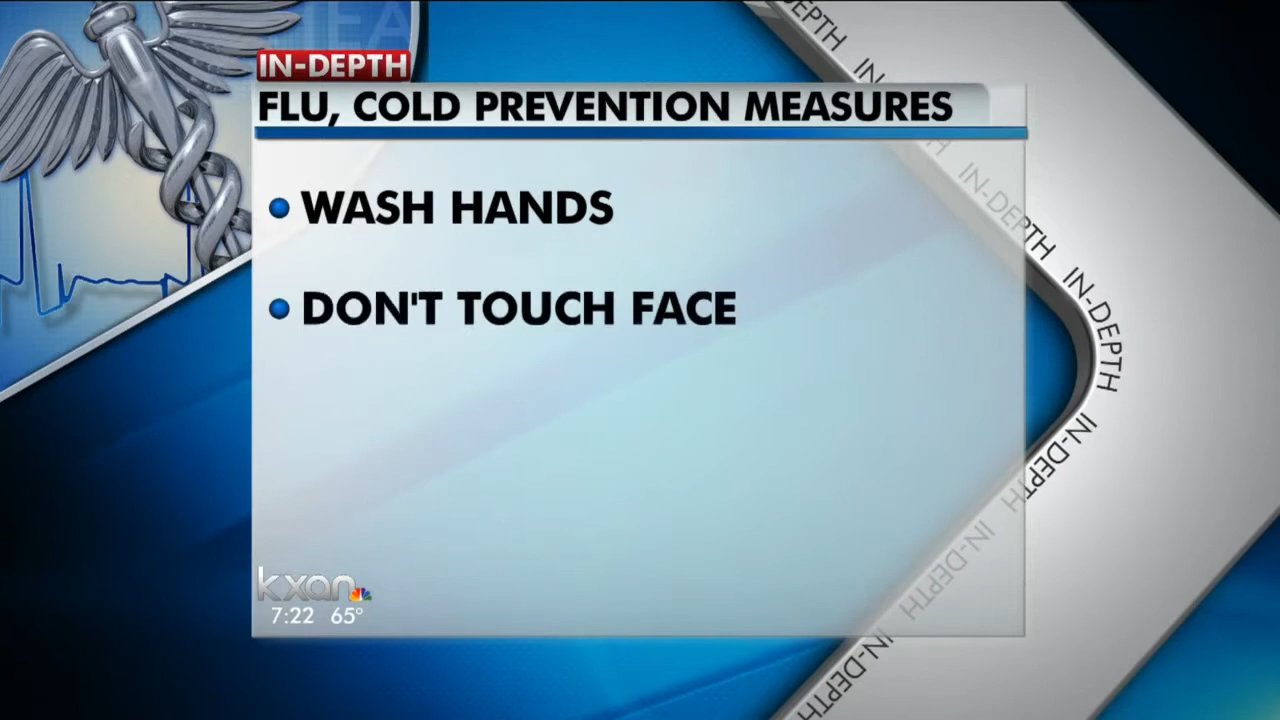 IN-DEPTH
FLU, COLD PREVENTION MEASURES
WASH HANDS
DON'T TOUCH FACE
kxan
7:22 65°
DEPTH
IN-DEPTH
IN-DEPTH
IN-DEPTH
IN-DEPTH
IN-DEPTH